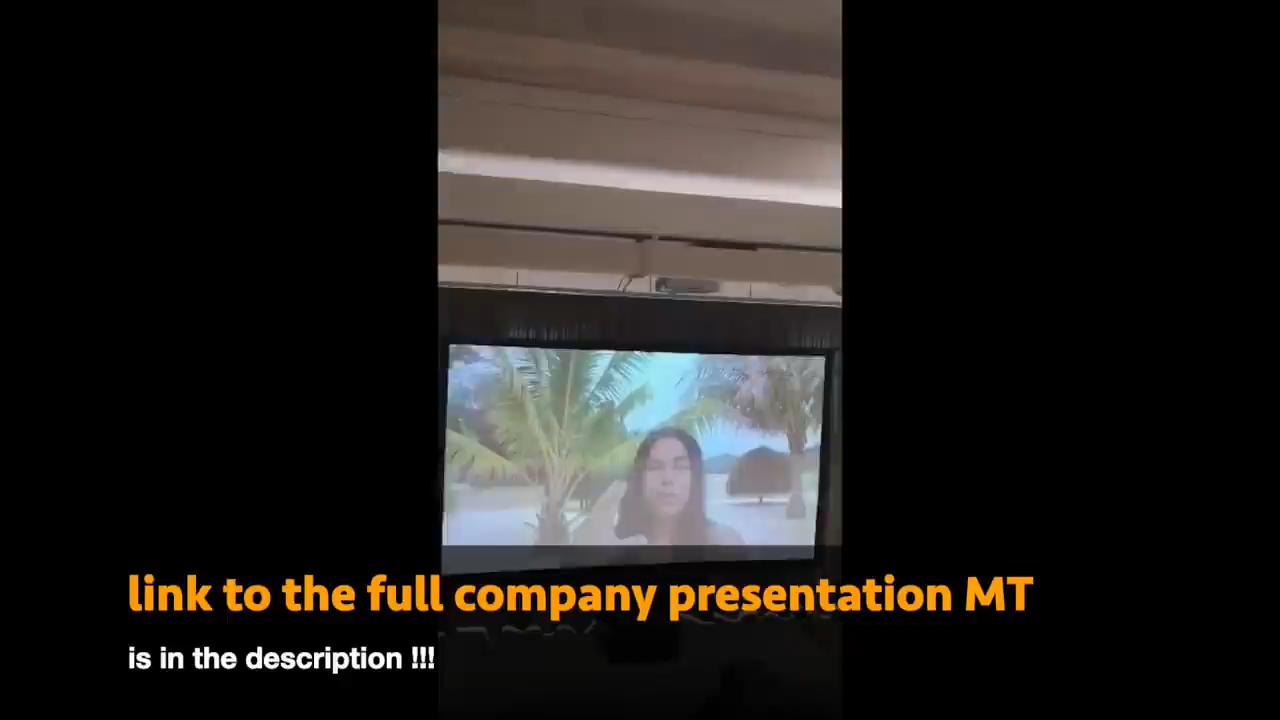 link to the full company presentation MT
is in the description !!!